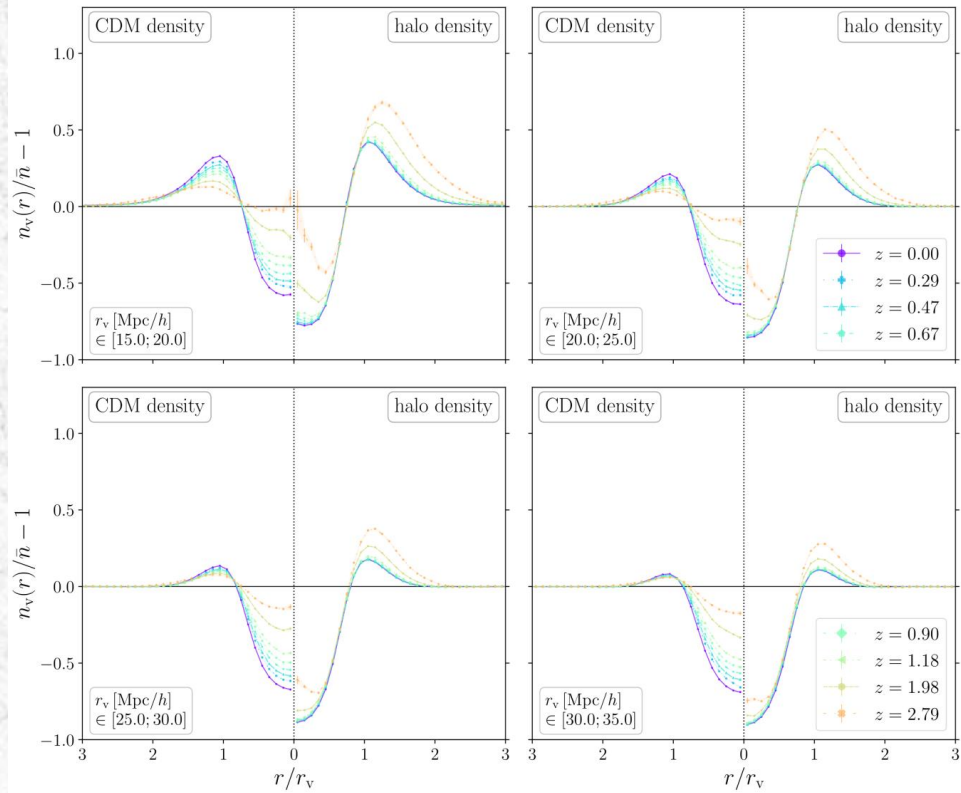 CDM density
halo density
CDM density
halo density
1.0
0.5
0.0
−0.5
−1.0
n_v(r)/n̄ − 1
r_v [Mpc/h]
∈ [15.0; 20.0]
r_v [Mpc/h]
∈ [20.0; 25.0]
z = 0.00
z = 0.29
z = 0.47
z = 0.67
CDM density
halo density
CDM density
halo density
1.0
0.5
0.0
−0.5
−1.0
n_v(r)/n̄ − 1
r_v [Mpc/h]
∈ [25.0; 30.0]
r_v [Mpc/h]
∈ [30.0; 35.0]
z = 0.90
z = 1.18
z = 1.98
z = 2.79
3 2 1 0 1 2 3
3 2 1 0 1 2 3
r/r_v
r/r_v